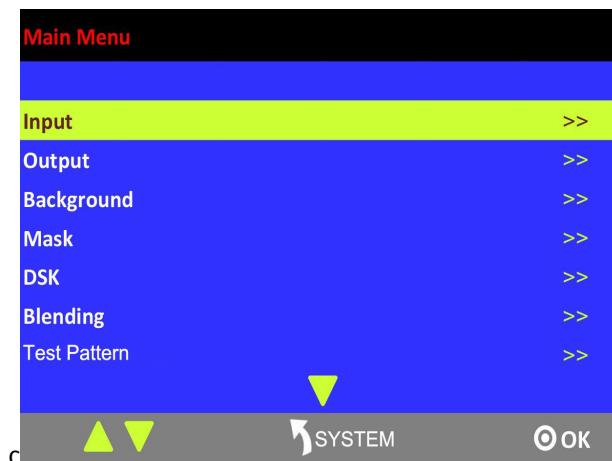 Main Menu
Input >>
Output >>
Background >>
Mask >>
DSK >>
Blending >>
Test Pattern >>
c SYSTEM OK